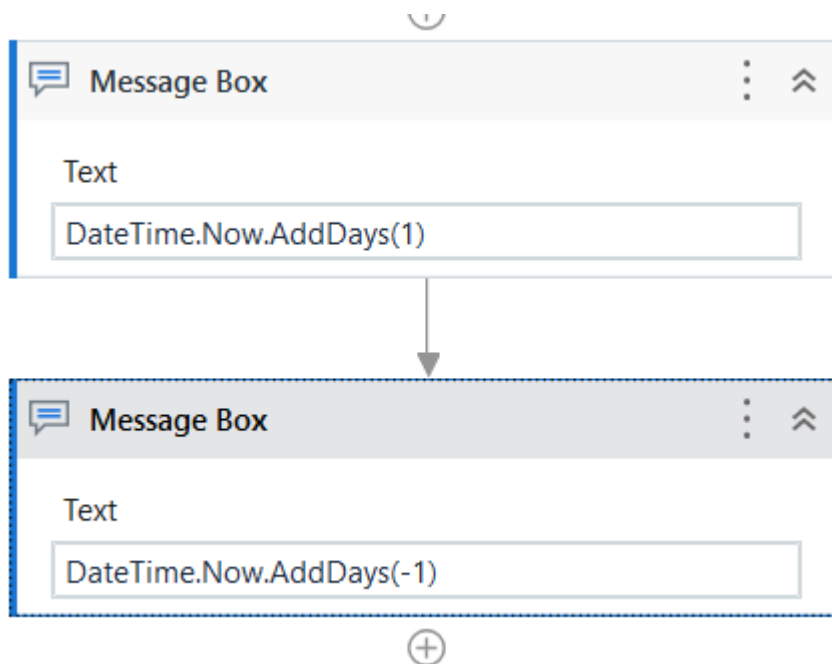 Message Box
Text
DateTime.Now.AddDays(1)
Message Box
Text
DateTime.Now.AddDays(-1)